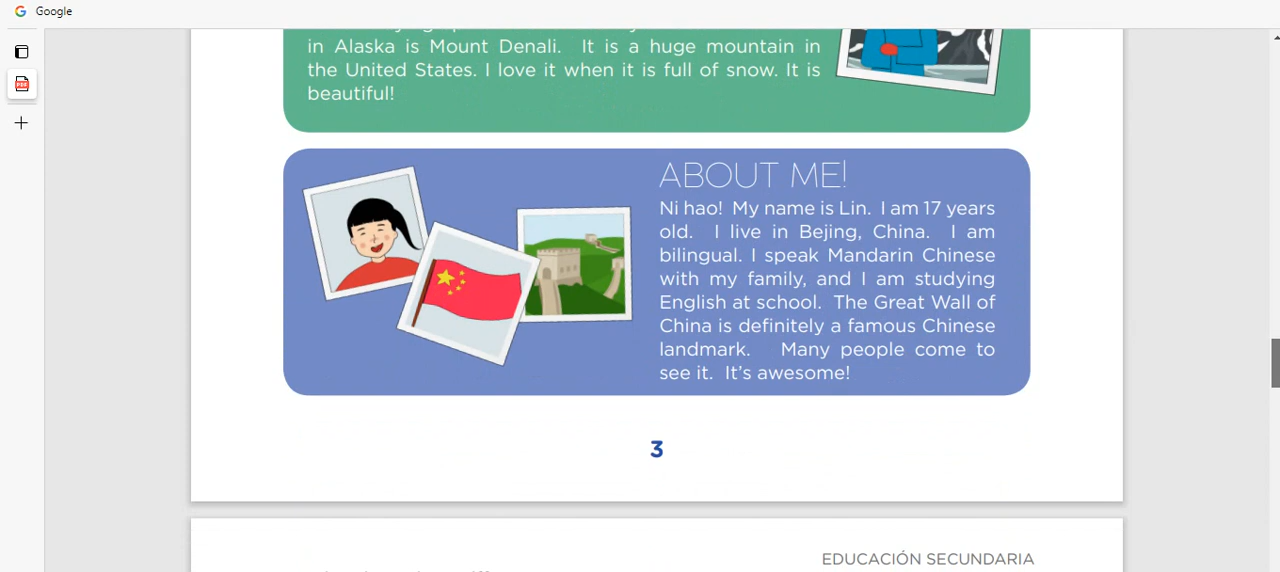 Google
in Alaska is Mount Denali. It is a huge mountain in
the United States. I love it when it is full of snow. It is
beautiful!
ABOUT ME!
Ni hao! My name is Lin. I am 17 years
old. I live in Bejing, China. I am
bilingual. I speak Mandarin Chinese
with my family, and I am studying
English at school. The Great Wall of
China is definitely a famous Chinese
landmark. Many people come to
see it. It's awesome!
3
EDUCACIÓN SECUNDARIA